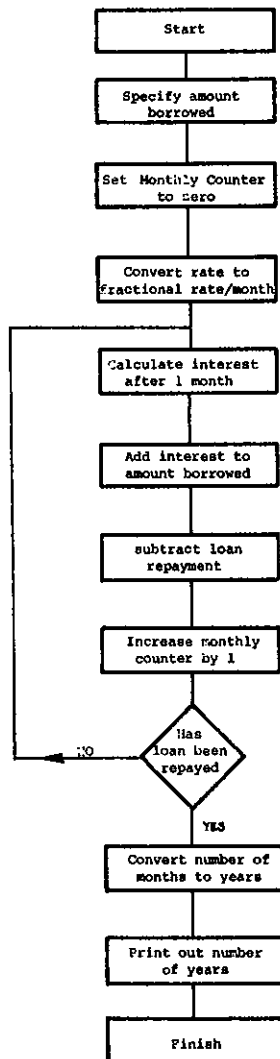 Start
Specify amount
borrowed
Set Monthly Counter
to zero
Convert rate to
fractional rate/month
Calculate interest
after 1 month
Add interest to
amount borrowed
subtract loan
repayment
Increase monthly
counter by 1
Has
loan been
repayed
NO
YES
Convert number of
months to years
Print out number
of years
Finish